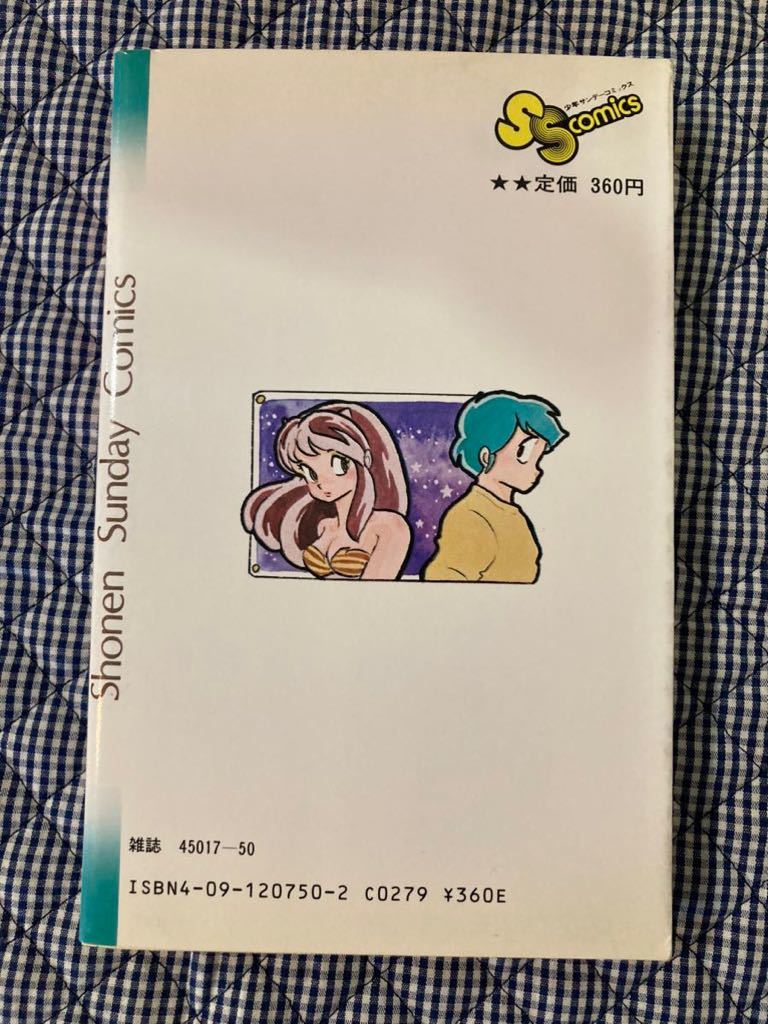 少年サンデーコミックス
SS comics
★★定価 360円
Shonen Sunday Comics
雑誌 45017-50
ISBN4-09-120750-2 C0279 ¥360E